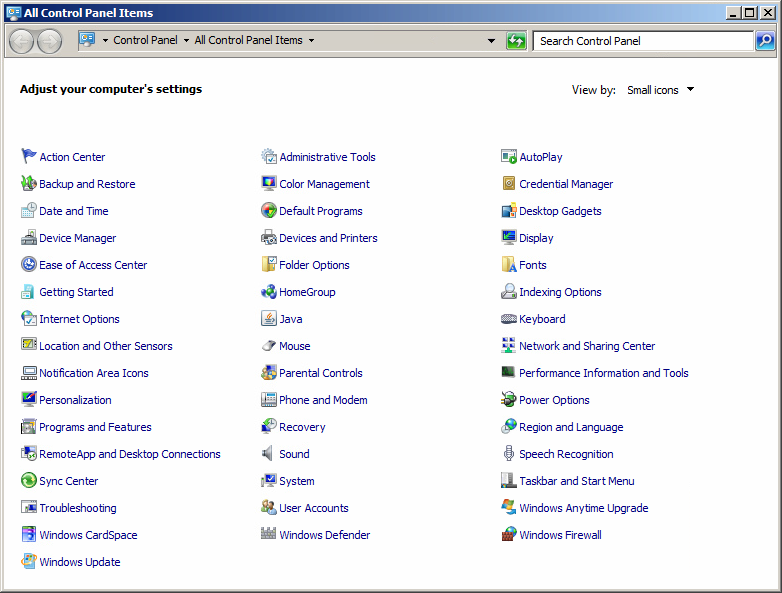 All Control Panel Items
Control Panel All Control Panel Items Search Control Panel
Adjust your computer's settings View by: Small icons
Action Center Administrative Tools AutoPlay
Backup and Restore Color Management Credential Manager
Date and Time Default Programs Desktop Gadgets
Device Manager Devices and Printers Display
Ease of Access Center Folder Options Fonts
Getting Started HomeGroup Indexing Options
Internet Options Java Keyboard
Location and Other Sensors Mouse Network and Sharing Center
Notification Area Icons Parental Controls Performance Information and Tools
Personalization Phone and Modem Power Options
Programs and Features Recovery Region and Language
RemoteApp and Desktop Connections Sound Speech Recognition
Sync Center System Taskbar and Start Menu
Troubleshooting User Accounts Windows Anytime Upgrade
Windows CardSpace Windows Defender Windows Firewall
Windows Update